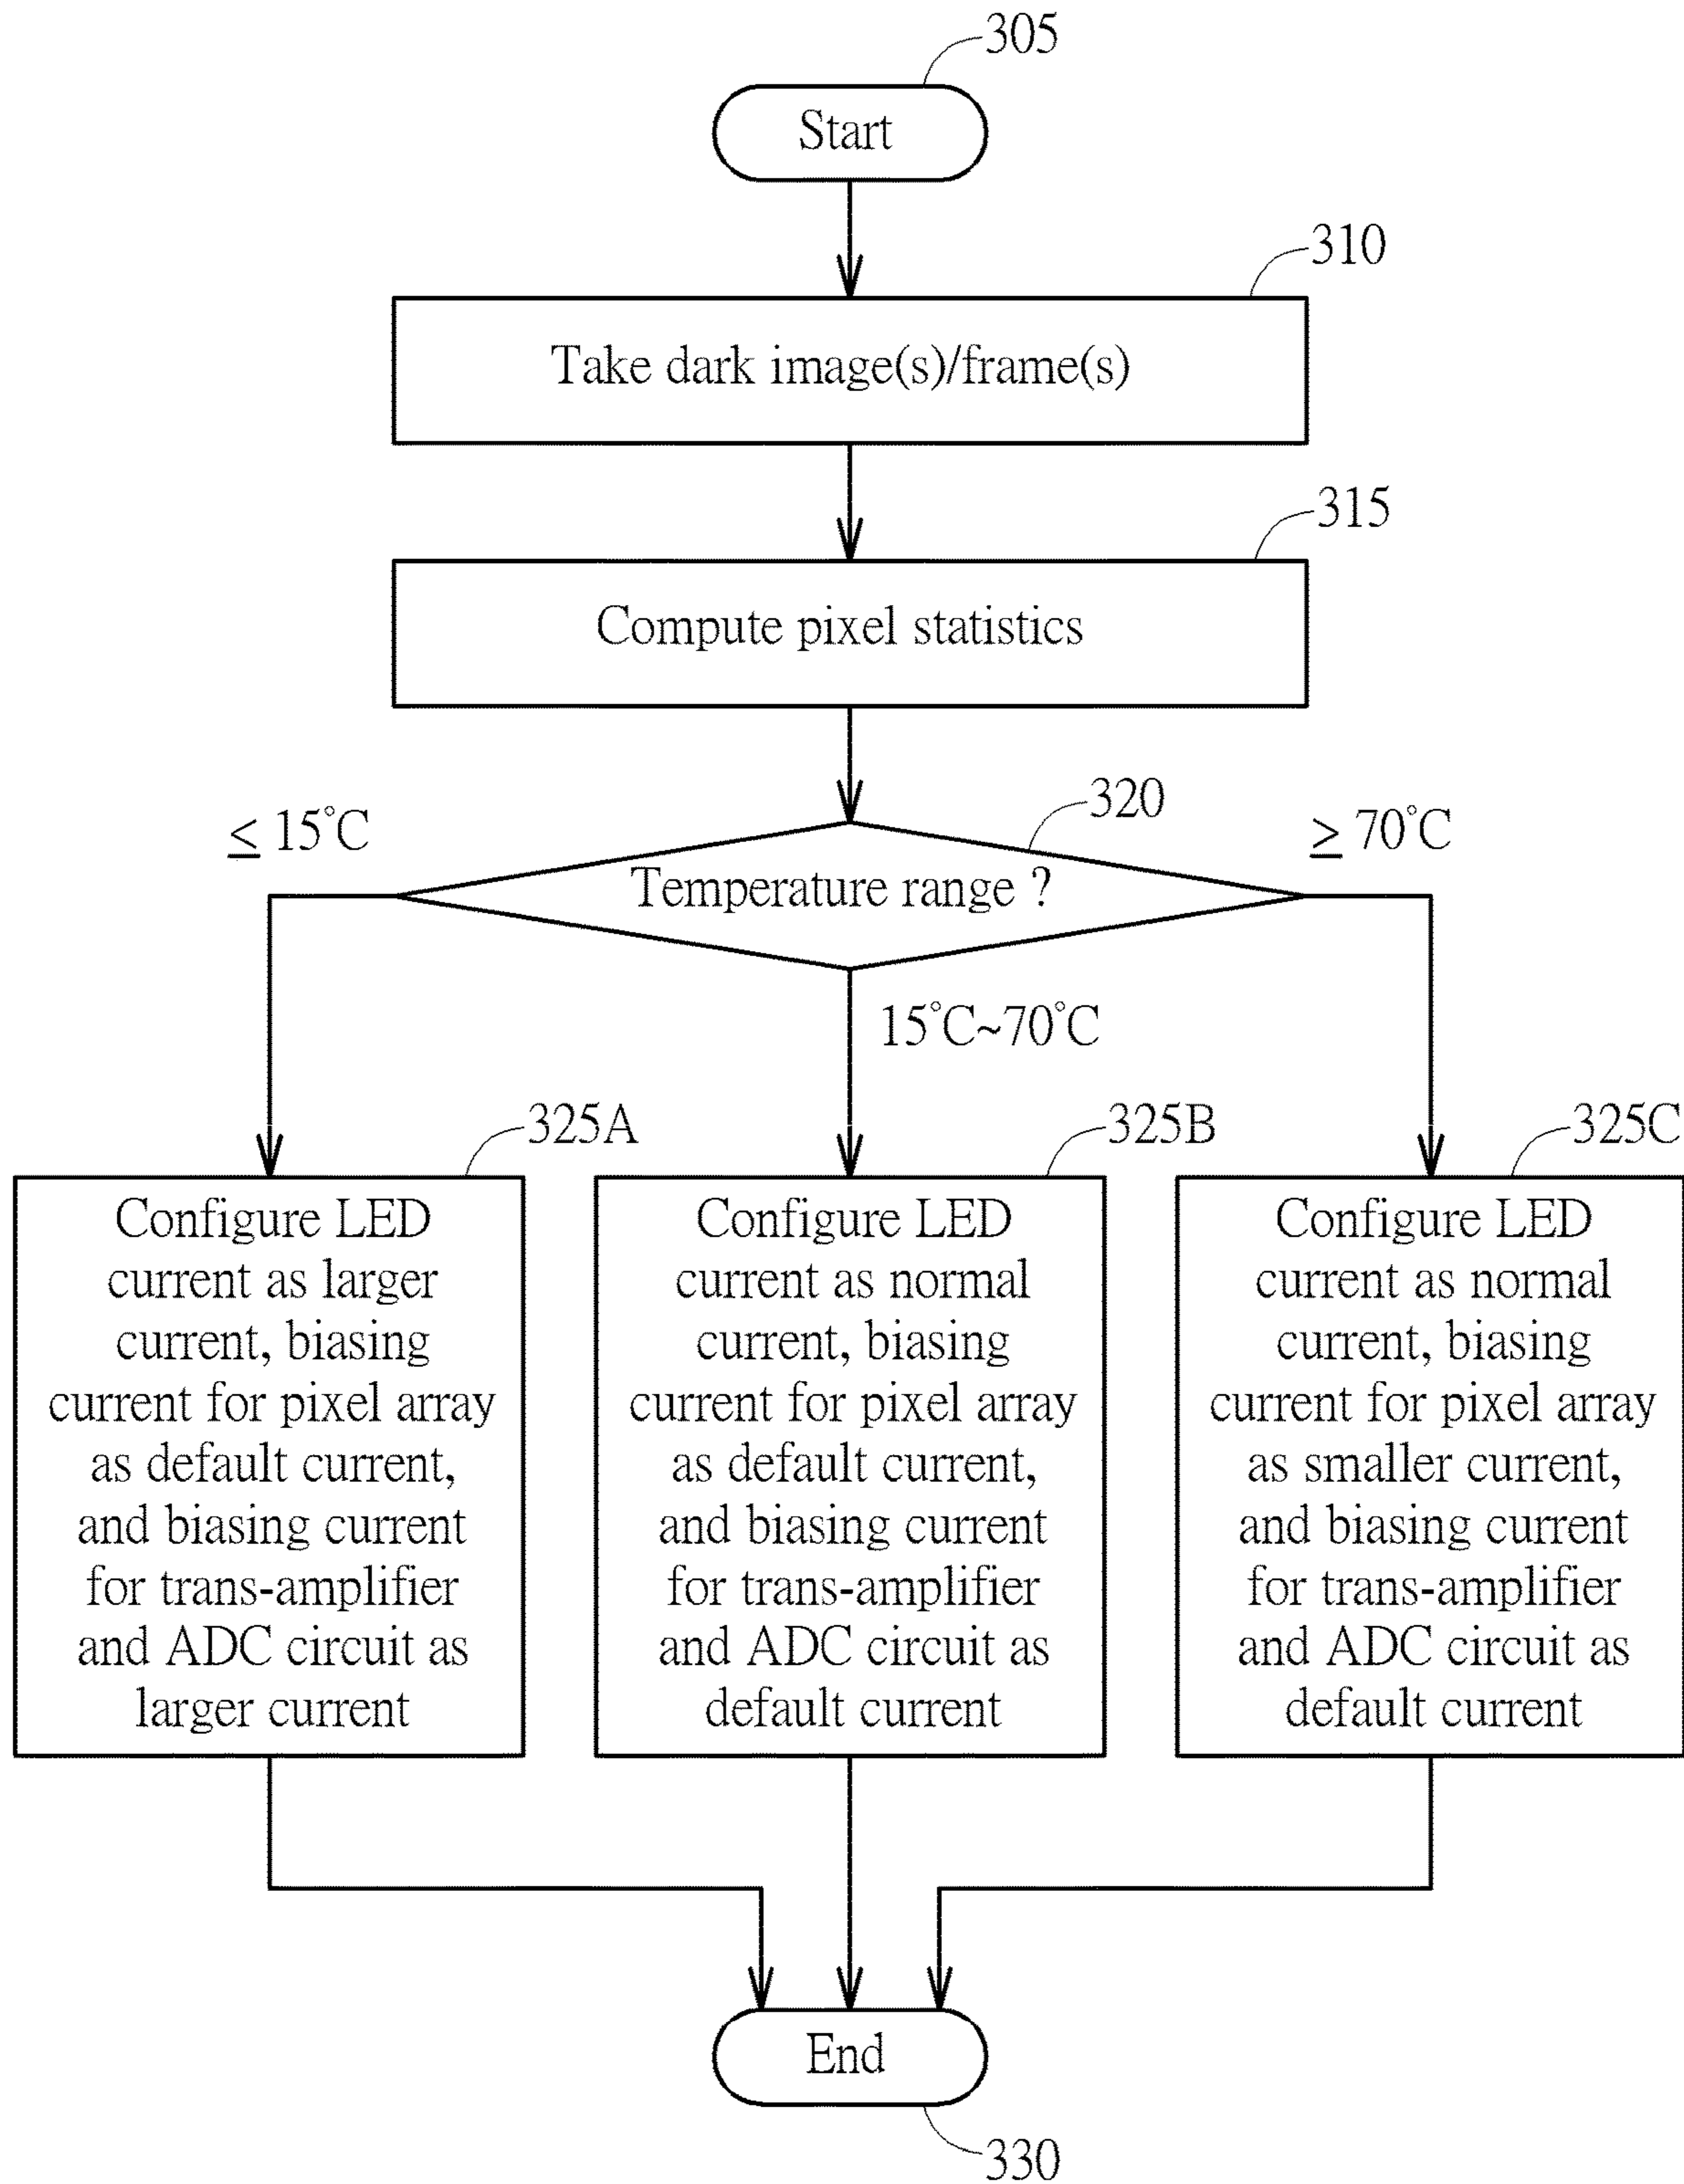 305
Start
310
Take dark image(s)/frame(s)
315
Compute pixel statistics
320
≤ 15°C
≥ 70°C
Temperature range ?
15°C~70°C
325A
Configure LED
current as larger
current, biasing
current for pixel array
as default current,
and biasing current
for trans-amplifier
and ADC circuit as
larger current
325B
Configure LED
current as normal
current, biasing
current for pixel array
as default current,
and biasing current
for trans-amplifier
and ADC circuit as
default current
325C
Configure LED
current as normal
current, biasing
current for pixel array
as smaller current,
and biasing current
for trans-amplifier
and ADC circuit as
default current
End
330